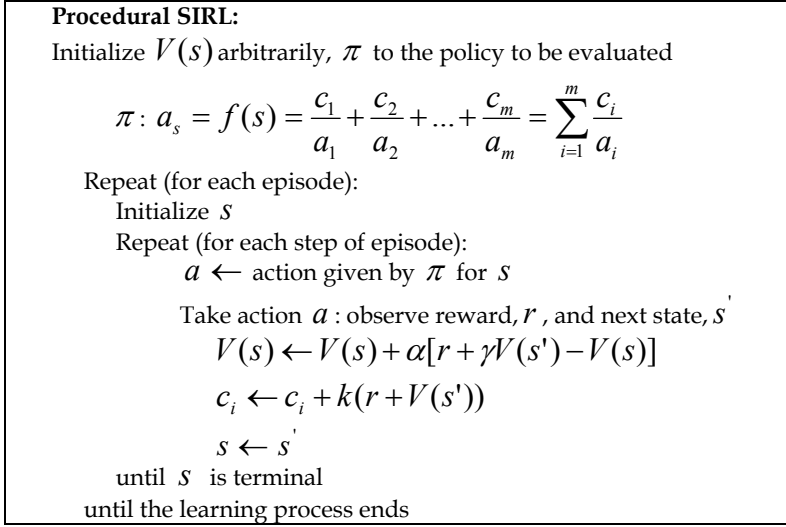 Procedural SIRL:
Initialize V(s) arbitrarily, π to the policy to be evaluated
π: a_s = f(s) = c_1/a_1 + c_2/a_2 + ... + c_m/a_m = ∑_{i=1}^{m} c_i/a_i
Repeat (for each episode):
Initialize s
Repeat (for each step of episode):
a ← action given by π for s
Take action a : observe reward, r , and next state, s'
V(s) ← V(s) + α[r + γV(s') − V(s)]
c_i ← c_i + k(r + V(s'))
s ← s'
until s is terminal
until the learning process ends